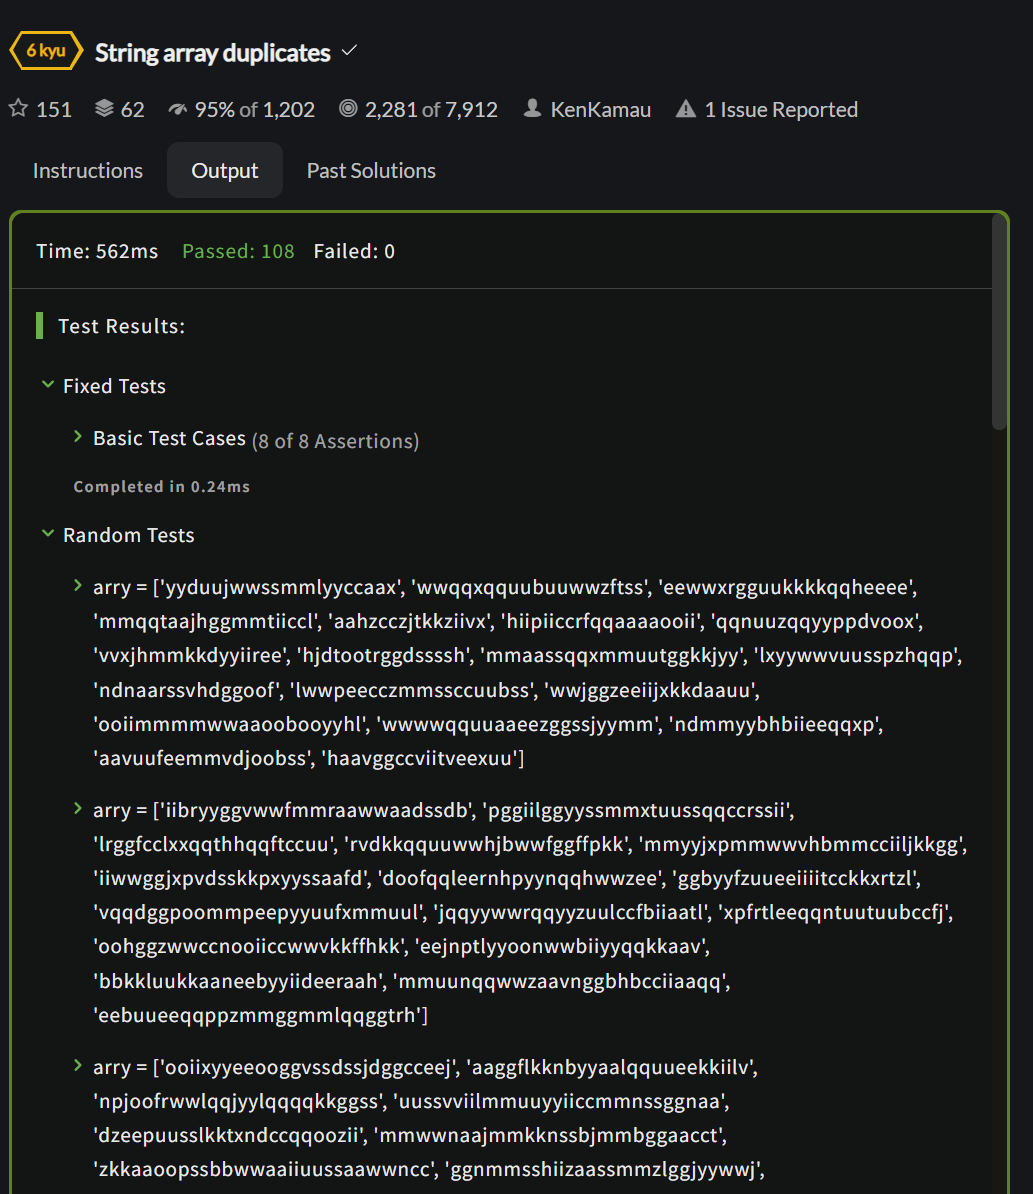 6 kyu String array duplicates
151 62 95% of 1,202 2,281 of 7,912 KenKamau 1 Issue Reported
Instructions Output Past Solutions
Time: 562ms Passed: 108 Failed: 0
Test Results:
Fixed Tests
Basic Test Cases (8 of 8 Assertions)
Completed in 0.24ms
Random Tests
arry = ['yyduujwwssmmlyyccaax', 'wwqqxqquubuuwwzftss', 'eewwxrgguukkkkqqheeee',
'mmqqtaajhggmmtiiccl', 'aahzcczjtkkziivx', 'hiipiiccrfqqaaaaooii', 'qqnuuzqqyyppdvoox',
'vvxjhmmkkdyyiiree', 'hjdtootrggdssssh', 'mmaassqqxmmuutggkkjyy', 'lxyywwvuusspzhqqp',
'ndnaarssvhdggoof', 'lwwpeecczmmssccuubss', 'wwjggzeeiijxkkdaauu',
'ooiimmmmwwaaoobooyyhl', 'wwwwqquuaaeezggssjyymm', 'ndmmyybhbiieeqqxp',
'aavuufeemmvdjoobss', 'haavggccviitveexuu']
arry = ['iibryyggvwwfmmraawwaadssdb', 'pggiilggyyssmmxtuussqqccrssii',
'lrggfcclxxqqthhqqftccuu', 'rvdkkqquuwwhjbwwfggffpkk', 'mmyyjxpmmwwvhbmmcciiljkkgg',
'iiwwggjxpvdsskkpxyyssaafd', 'doofqqleernhpyynqqhwwzee', 'ggbyyfzuueeiiiitcckkxrtzl',
'vqqdggpoommpeepyyuufxmmuul', 'jqqyywwrqqyyzuulccfbiiaatl', 'xpfrtleeqqntuutuubccfj',
'oohggzwwccnooiiccwwvkkffhkk', 'eejnptlyyoonwwbiiyyqqkkaav',
'bbkkluukkaaneebyyiideeraah', 'mmuunqqwwzaavnggbhbcciiaaqq',
'eebuueeqqppzmmggmmlqqggtrh']
arry = ['ooiixyyeeooggvssdssjdggcceej', 'aaggflkknbyyaalqquueekkiilv',
'npjoofrwwlqqjyylqqqqkkggss', 'uussvviilmmuuyyiiccmmnssggnaa',
'dzeepuusslkktxndccqqoozii', 'mmwwnaajmmkknssbjmmbggaacct',
'zkkaaoopssbbwwaaiiuussaawwncc', 'ggnmmsshiizaassmmzlggjyywwj',